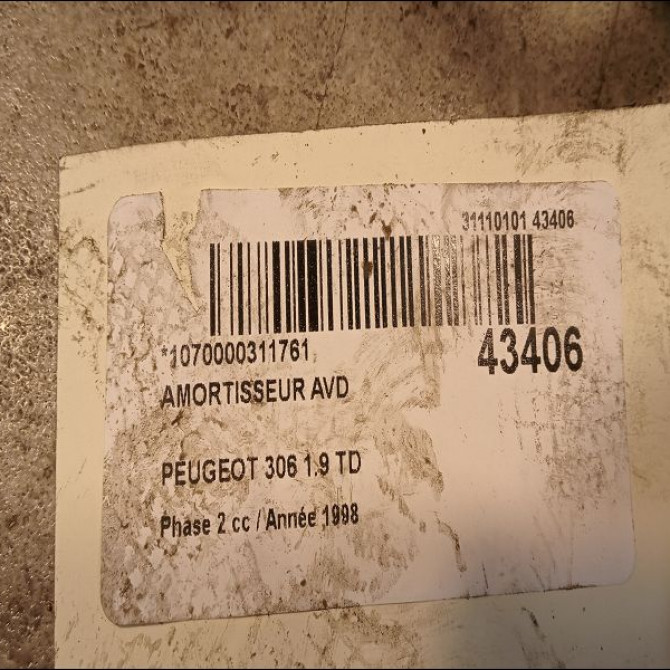 31110101 43406
*1070000311761
43406
AMORTISSEUR AVD
PEUGEOT 306 1.9 TD
Phase 2 cc / Année 1998